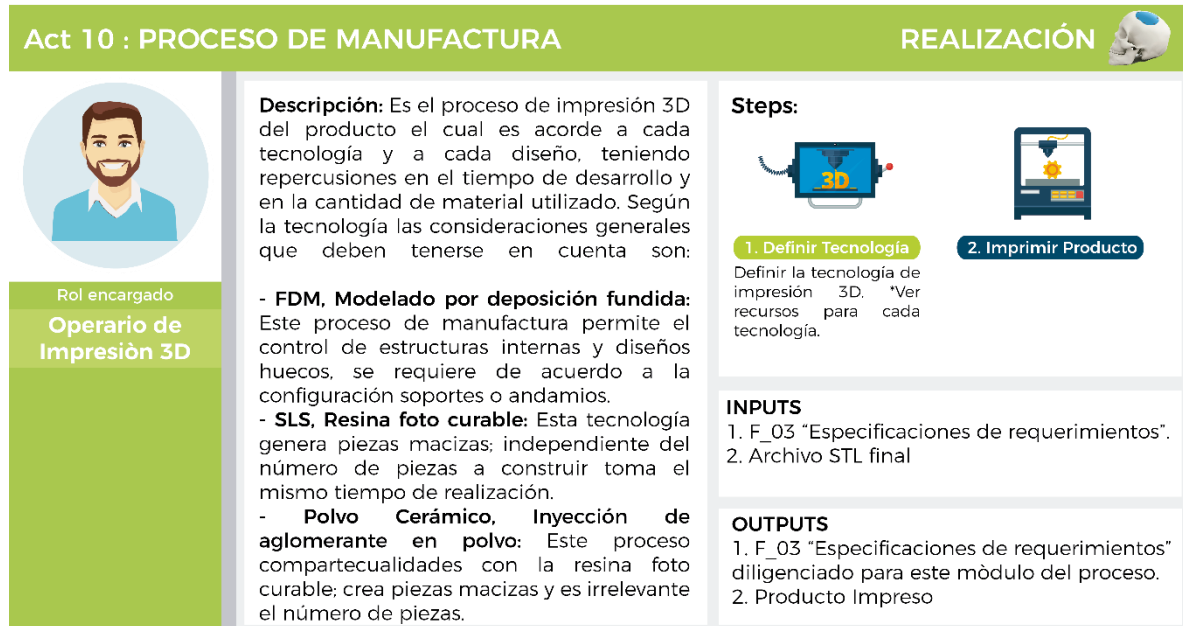 Act 10 : PROCESO DE MANUFACTURA
REALIZACIÓN
Rol encargado
Operario de
Impresiòn 3D
Descripción: Es el proceso de impresión 3D
del producto el cual es acorde a cada
tecnología y a cada diseño, teniendo
repercusiones en el tiempo de desarrollo y
en la cantidad de material utilizado. Según
la tecnología las consideraciones generales
que deben tenerse en cuenta son:
- FDM, Modelado por deposición fundida:
Este proceso de manufactura permite el
control de estructuras internas y diseños
huecos, se requiere de acuerdo a la
configuración soportes o andamios.
- SLS, Resina foto curable: Esta tecnología
genera piezas macizas; independiente del
número de piezas a construir toma el
mismo tiempo de realización.
- Polvo Cerámico, Inyección de
aglomerante en polvo: Este proceso
compartecualidades con la resina foto
curable; crea piezas macizas y es irrelevante
el número de piezas.
Steps:
3D
1. Definir Tecnología
Definir la tecnología de
impresión 3D. *Ver
recursos para cada
tecnología.
2. Imprimir Producto
INPUTS
1. F_03 “Especificaciones de requerimientos”.
2. Archivo STL final
OUTPUTS
1. F_03 “Especificaciones de requerimientos”
diligenciado para este mòdulo del proceso.
2. Producto Impreso